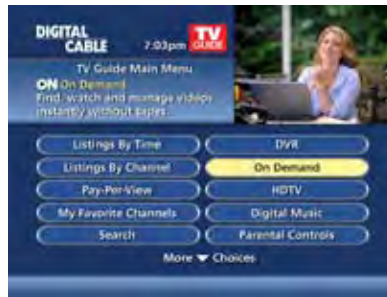 DIGITAL
CABLE
7:03pm
TV
GUIDE
TV Guide Main Menu
ON On Demand
Find, watch and manage videos
instantly without tapes.
Listings By Time
DVR
Listings By Channel
On Demand
Pay-Per-View
HDTV
My Favorite Channels
Digital Music
Search
Parental Controls
More Choices